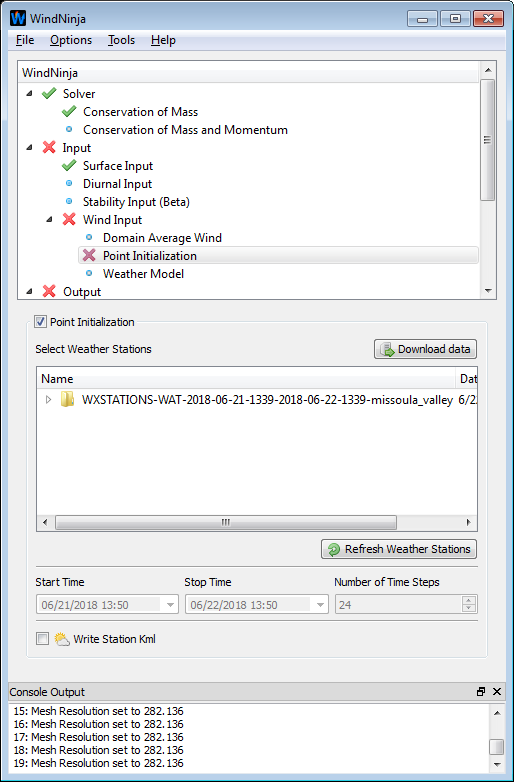 WindNinja
File Options Tools Help
WindNinja
Solver
Conservation of Mass
Conservation of Mass and Momentum
Input
Surface Input
Diurnal Input
Stability Input (Beta)
Wind Input
Domain Average Wind
Point Initialization
Weather Model
Output
Point Initialization
Select Weather Stations Download data
Name Dat
WXSTATIONS-WAT-2018-06-21-1339-2018-06-22-1339-missoula_valley 6/2
Refresh Weather Stations
Start Time Stop Time Number of Time Steps
06/21/2018 13:50 06/22/2018 13:50 24
Write Station Kml
Console Output
15: Mesh Resolution set to 282.136
16: Mesh Resolution set to 282.136
17: Mesh Resolution set to 282.136
18: Mesh Resolution set to 282.136
19: Mesh Resolution set to 282.136